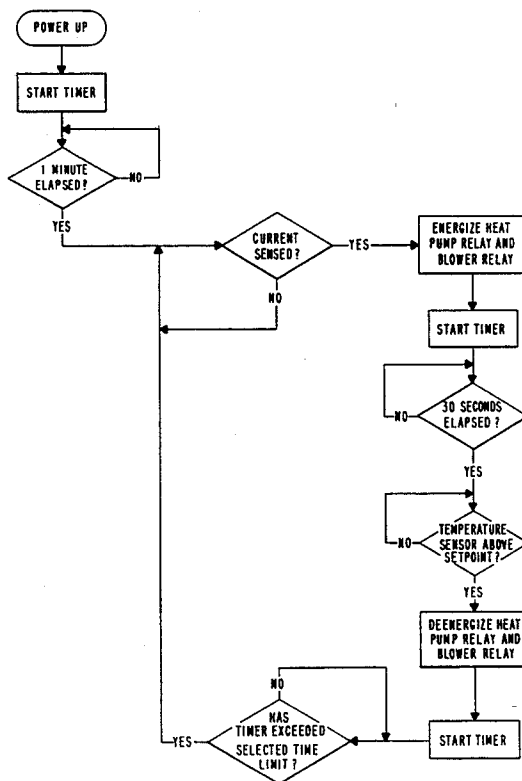 POWER UP
START TIMER
1 MINUTE
ELAPSED?
NO
YES
CURRENT
SENSED?
YES
NO
ENERGIZE HEAT
PUMP RELAY AND
BLOWER RELAY
START TIMER
30 SECONDS
ELAPSED?
NO
YES
TEMPERATURE
SENSOR ABOVE
SETPOINT?
NO
YES
DEENERGIZE HEAT
PUMP RELAY AND
BLOWER RELAY
START TIMER
HAS
TIMER EXCEEDED
SELECTED TIME
LIMIT?
NO
YES